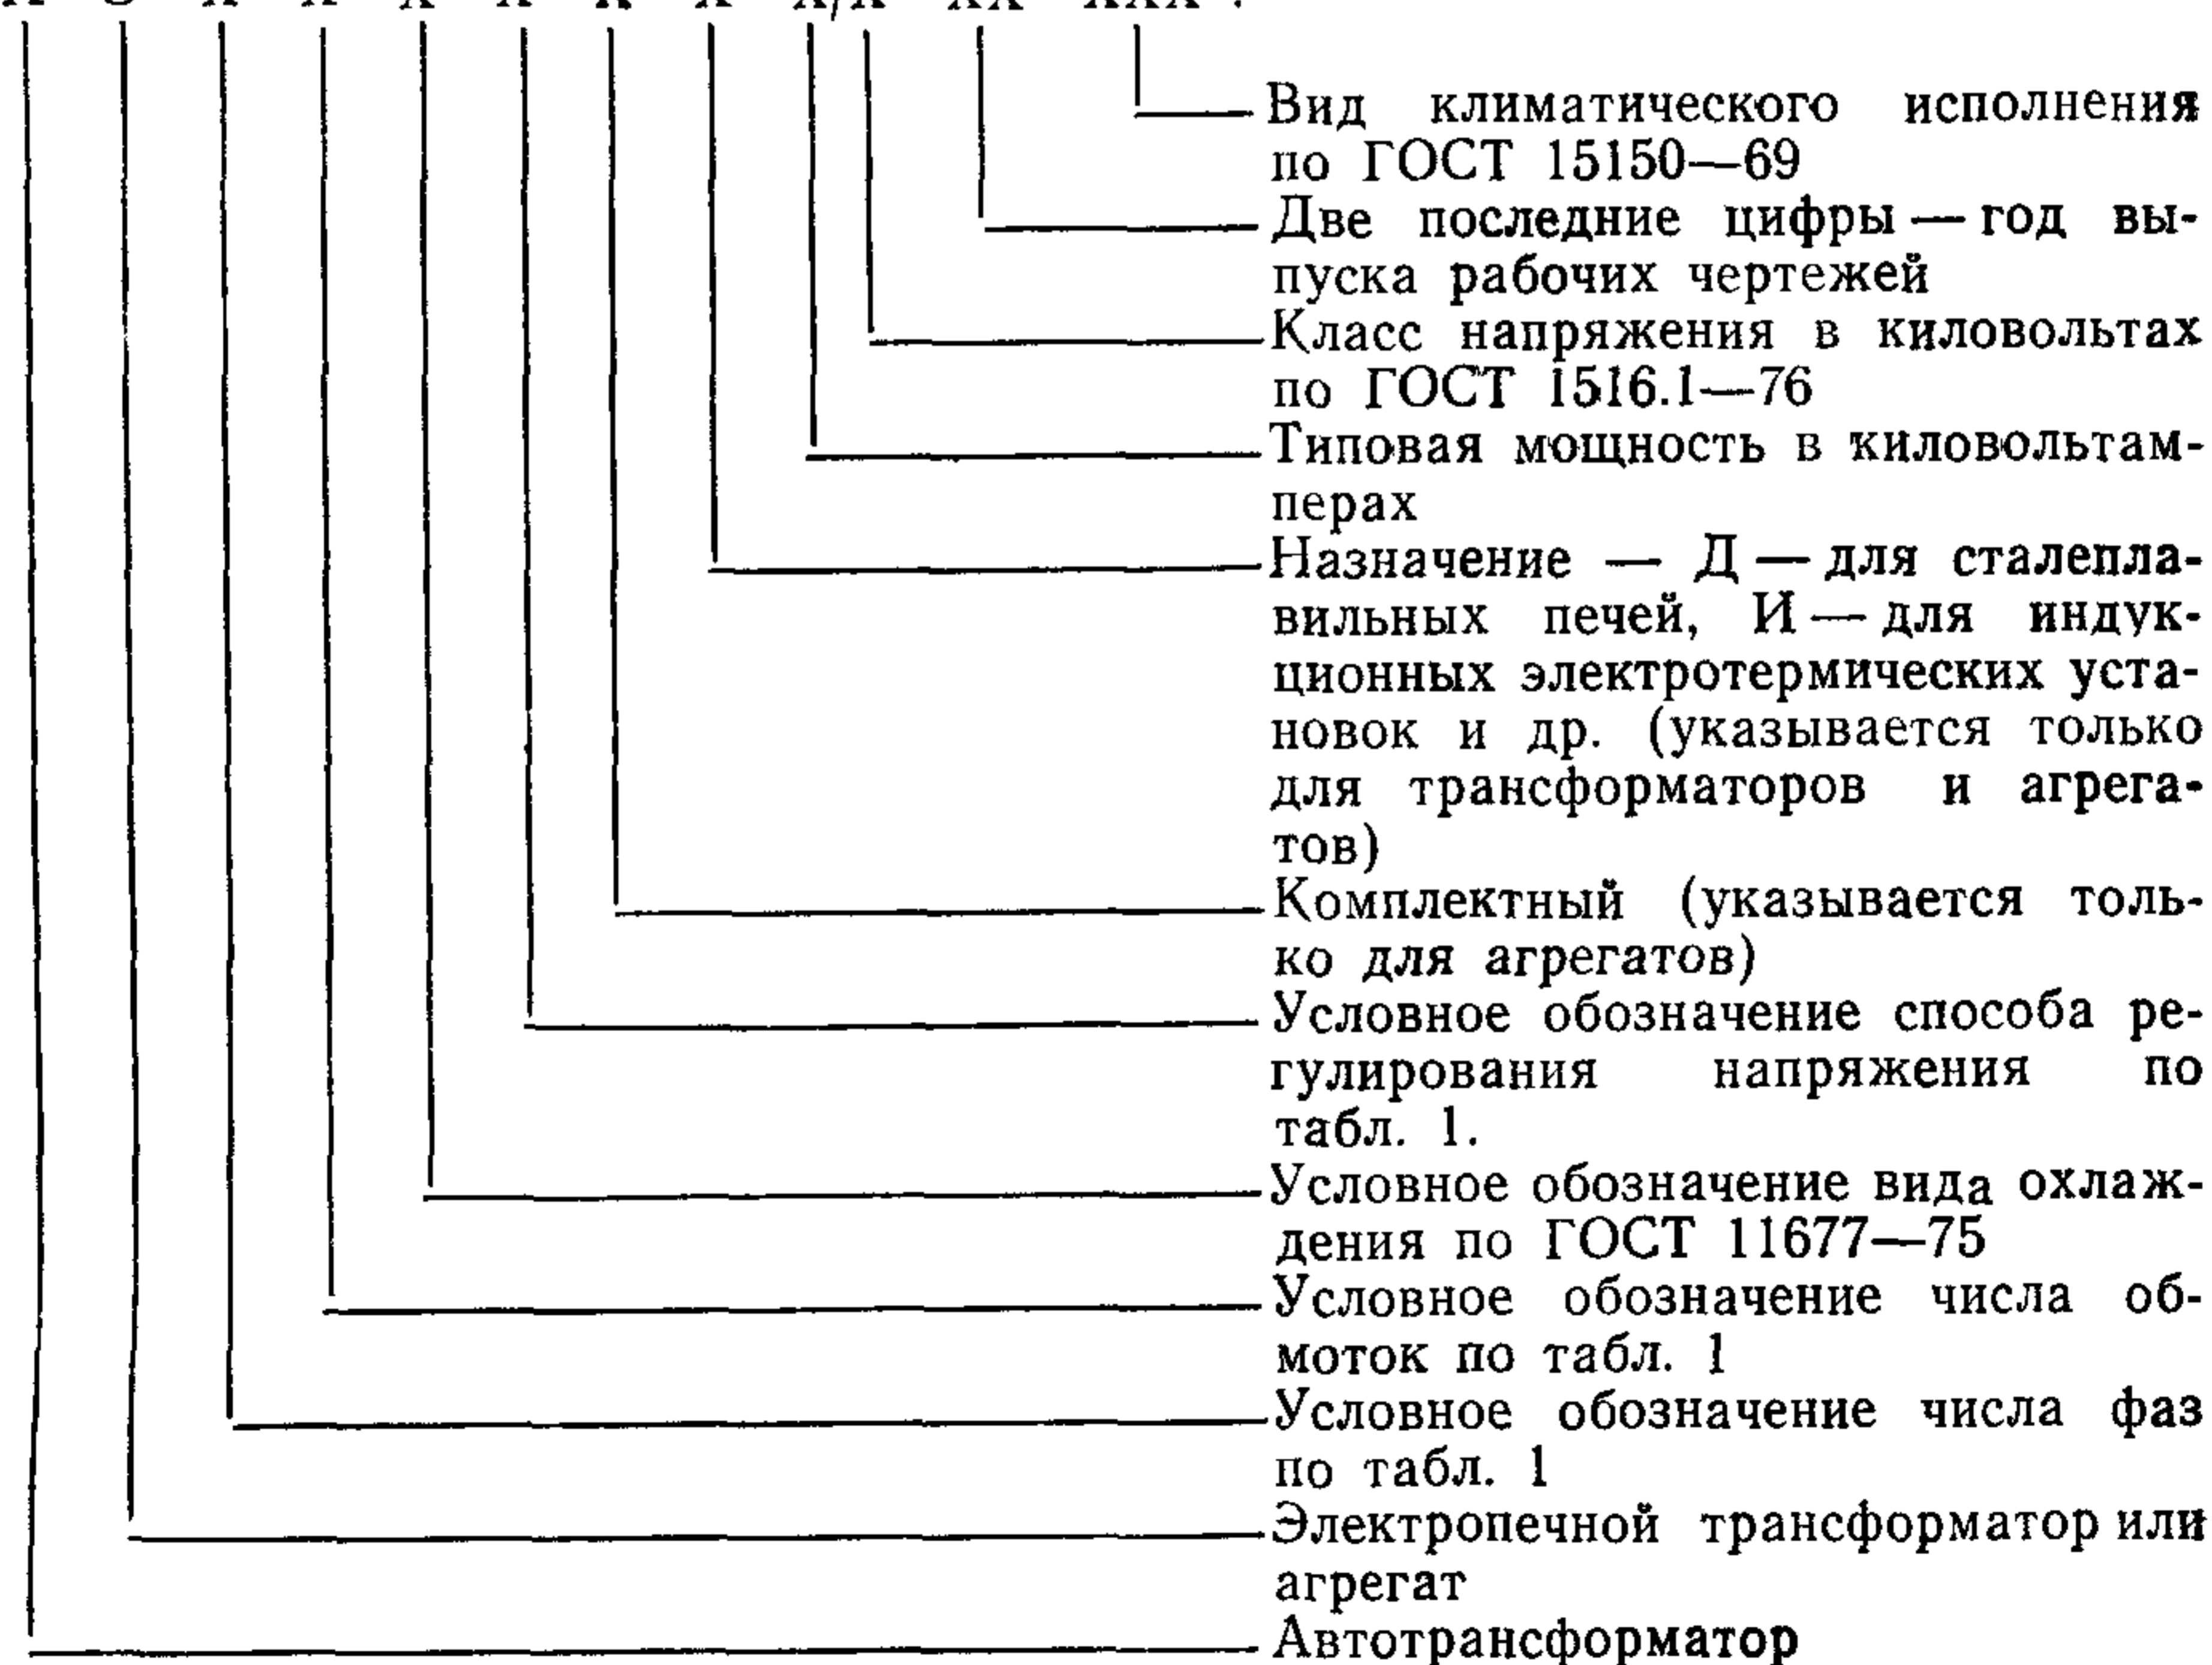 Вид климатического исполнения
по ГОСТ 15150—69
Две последние цифры — год вы-
пуска рабочих чертежей
Класс напряжения в киловольтах
по ГОСТ 1516.1—76
Типовая мощность в киловольтам-
перах
Назначение — Д — для сталепла-
вильных печей, И — для индук-
ционных электротермических уста-
новок и др. (указывается только
для трансформаторов и агрега-
тов)
Комплектный (указывается толь-
ко для агрегатов)
Условное обозначение способа ре-
гулирования напряжения по
табл. 1.
Условное обозначение вида охлаж-
дения по ГОСТ 11677—75
Условное обозначение числа об-
моток по табл. 1
Условное обозначение числа фаз
по табл. 1
Электропечной трансформатор или
агрегат
Автотрансформатор